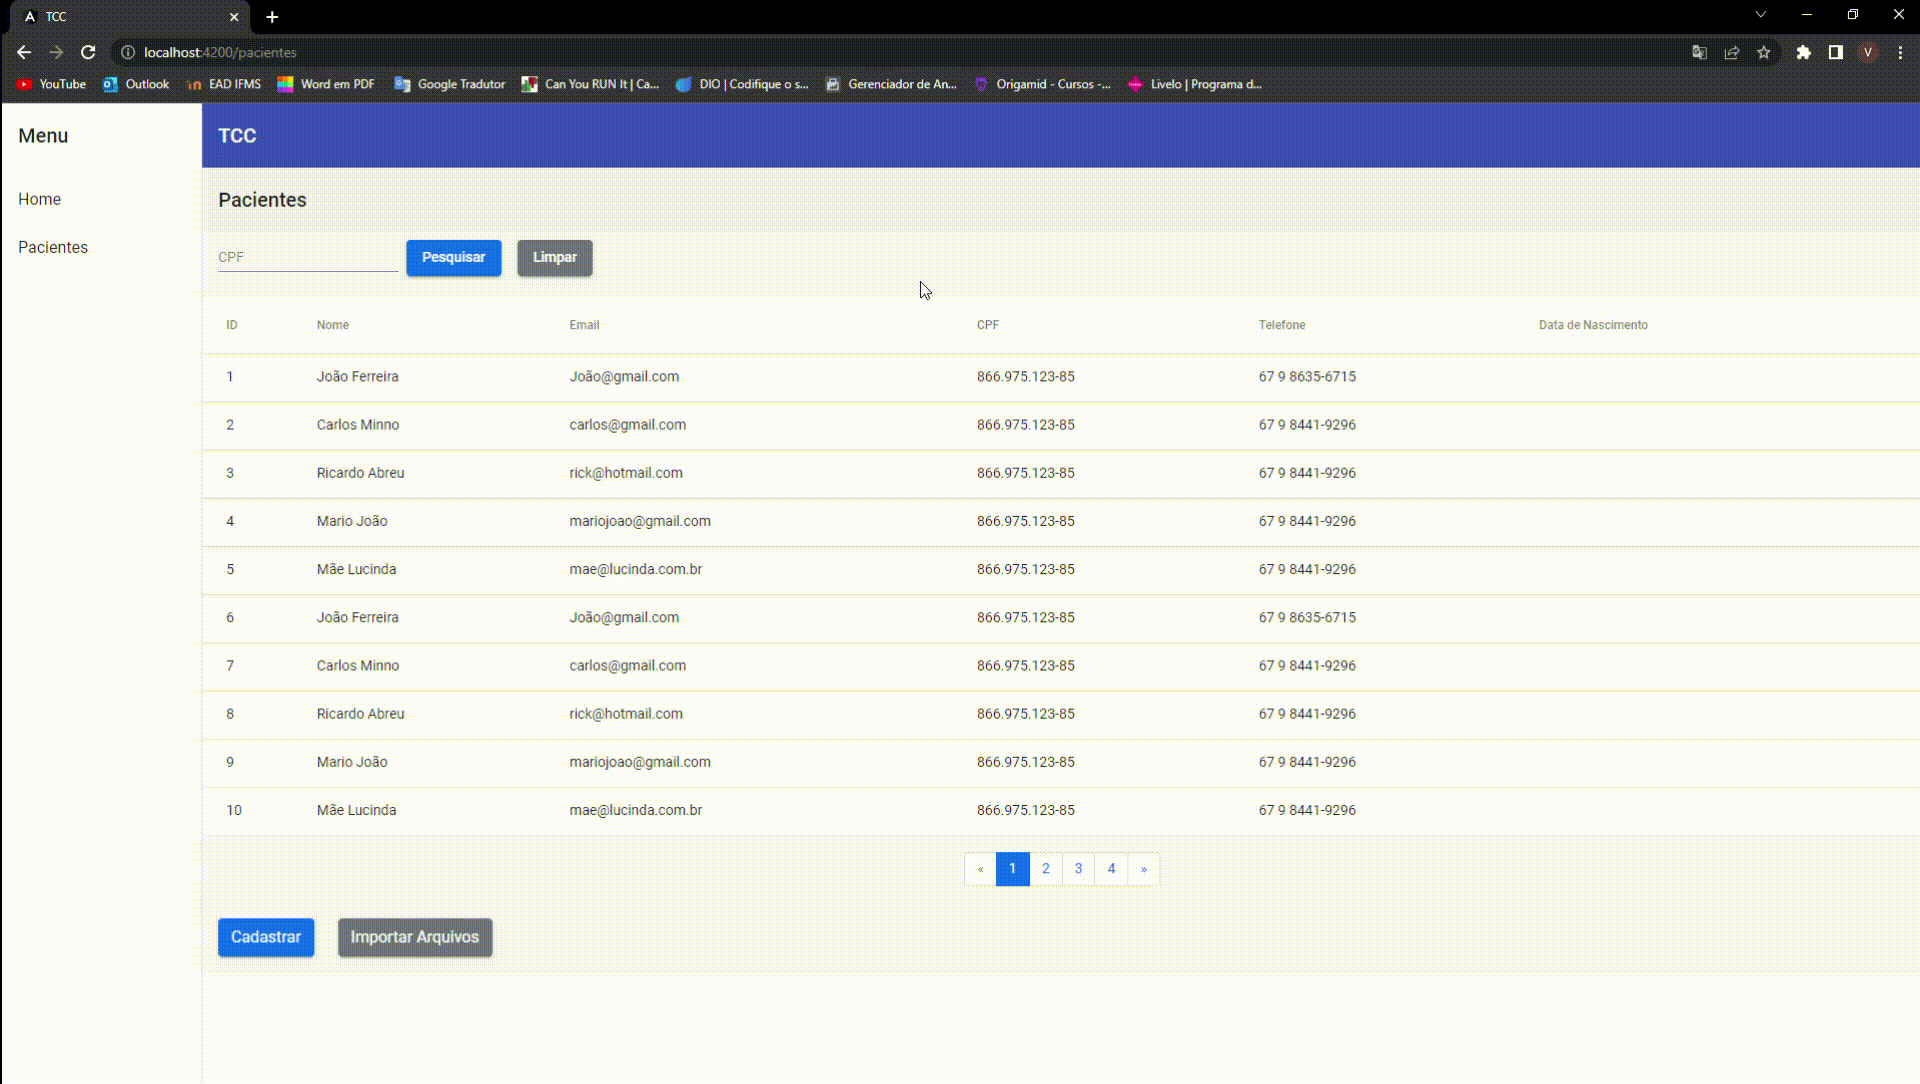 TCC
localhost:4200/pacientes
V
YouTube Outlook EAD IFMS Word em PDF Google Tradutor Can You RUN It | Ca... DIO | Codifique o s... Gerenciador de An... Origamid - Cursos -... Livelo | Programa d...
Menu
Home
Pacientes
TCC
Pacientes
CPF Pesquisar Limpar
ID Nome Email CPF Telefone Data de Nascimento
1 João Ferreira João@gmail.com 866.975.123-85 67 9 8635-6715
2 Carlos Minno carlos@gmail.com 866.975.123-85 67 9 8441-9296
3 Ricardo Abreu rick@hotmail.com 866.975.123-85 67 9 8441-9296
4 Mario João mariojoao@gmail.com 866.975.123-85 67 9 8441-9296
5 Mãe Lucinda mae@lucinda.com.br 866.975.123-85 67 9 8441-9296
6 João Ferreira João@gmail.com 866.975.123-85 67 9 8635-6715
7 Carlos Minno carlos@gmail.com 866.975.123-85 67 9 8441-9296
8 Ricardo Abreu rick@hotmail.com 866.975.123-85 67 9 8441-9296
9 Mario João mariojoao@gmail.com 866.975.123-85 67 9 8441-9296
10 Mãe Lucinda mae@lucinda.com.br 866.975.123-85 67 9 8441-9296
« 1 2 3 4 »
Cadastrar Importar Arquivos